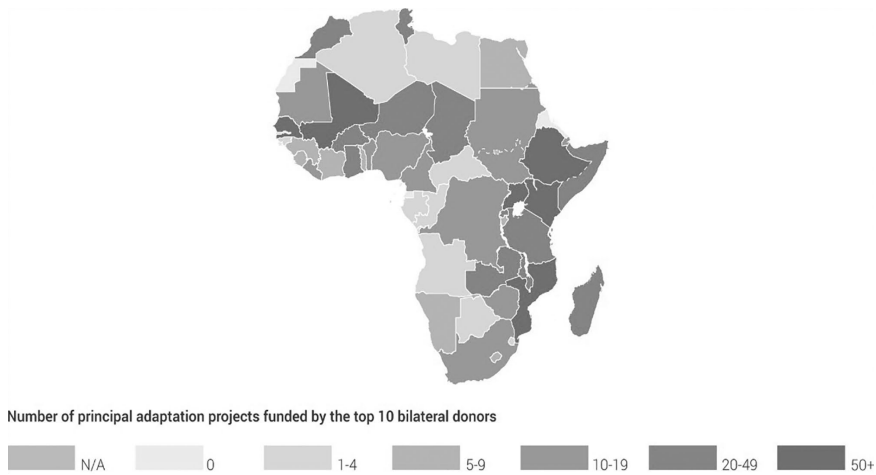 Number of principal adaptation projects funded by the top 10 bilateral donors
N/A 0 1-4 5-9 10-19 20-49 50+